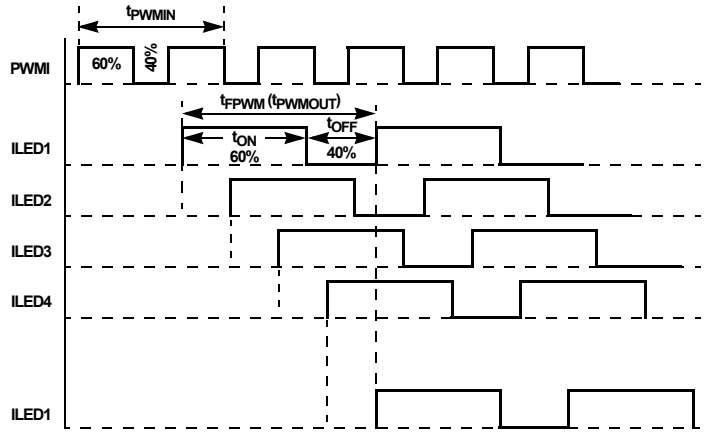 tPWMIN
PWMI
60%
40%
tFPWM (tPWMOUT)
ILED1
tON
60%
tOFF
40%
ILED2
ILED3
ILED4
ILED1